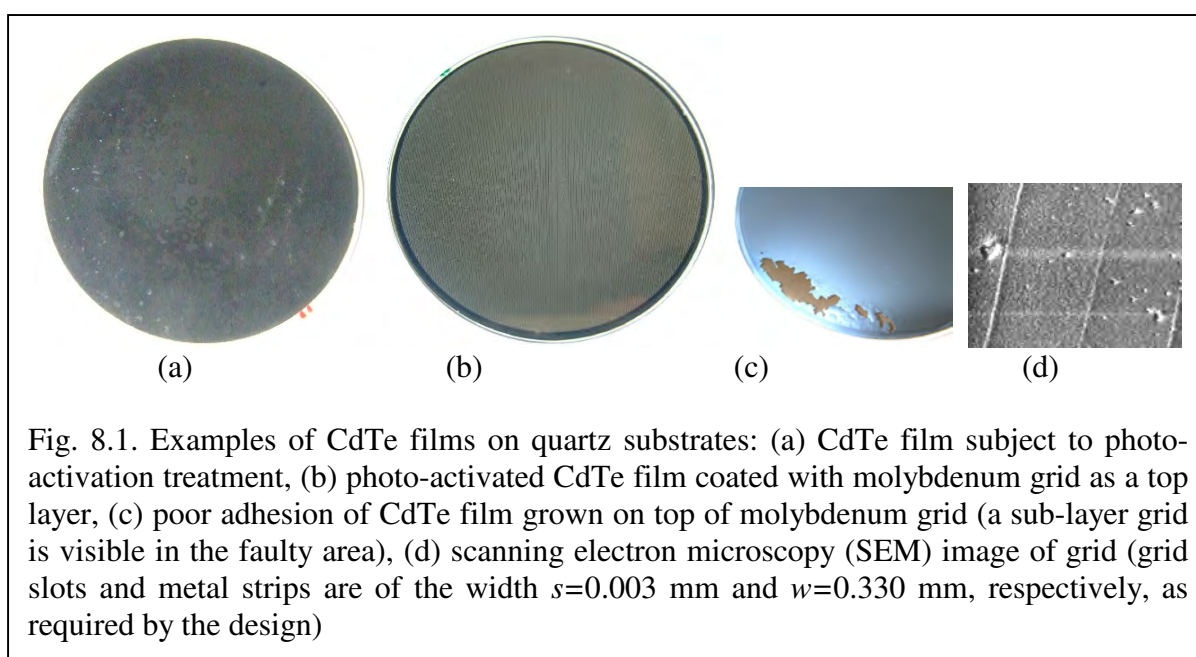 (a) (b) (c) (d)
Fig. 8.1. Examples of CdTe films on quartz substrates: (a) CdTe film subject to photo-
activation treatment, (b) photo-activated CdTe film coated with molybdenum grid as a top
layer, (c) poor adhesion of CdTe film grown on top of molybdenum grid (a sub-layer grid
is visible in the faulty area), (d) scanning electron microscopy (SEM) image of grid (grid
slots and metal strips are of the width s=0.003 mm and w=0.330 mm, respectively, as
required by the design)